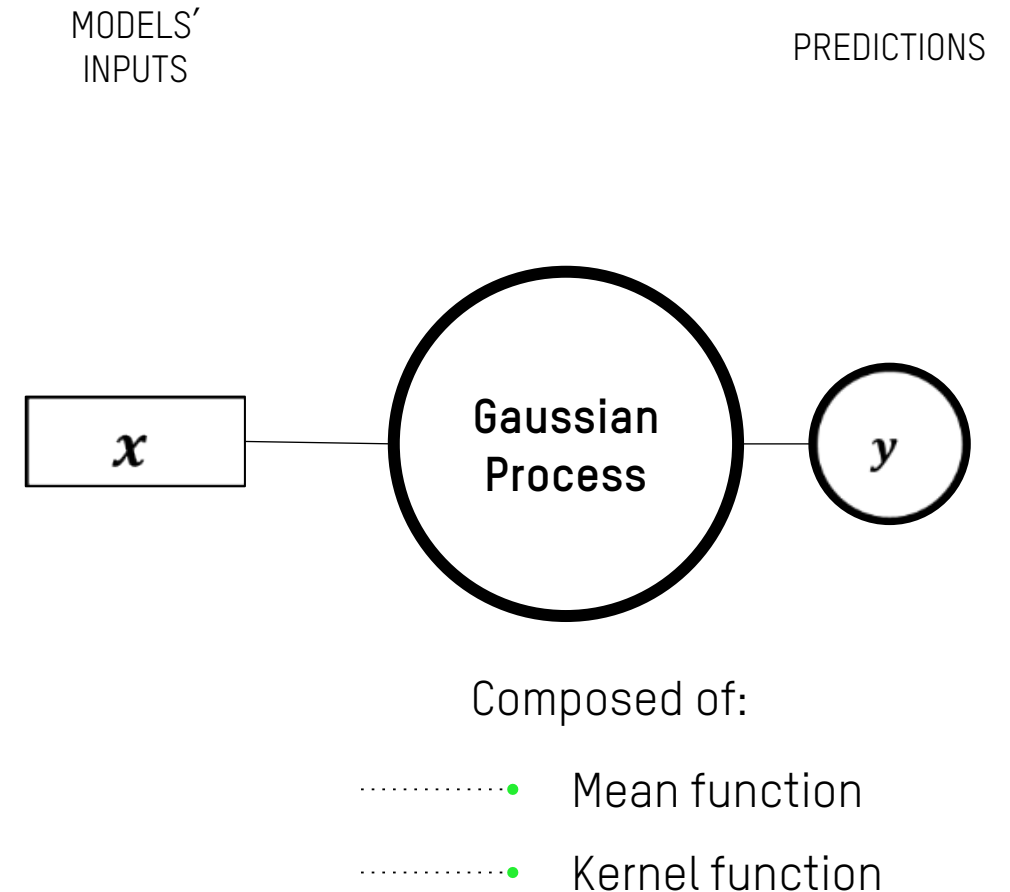 MODELS’
INPUTS
PREDICTIONS
x
Gaussian
Process
y
Composed of:
Mean function
Kernel function